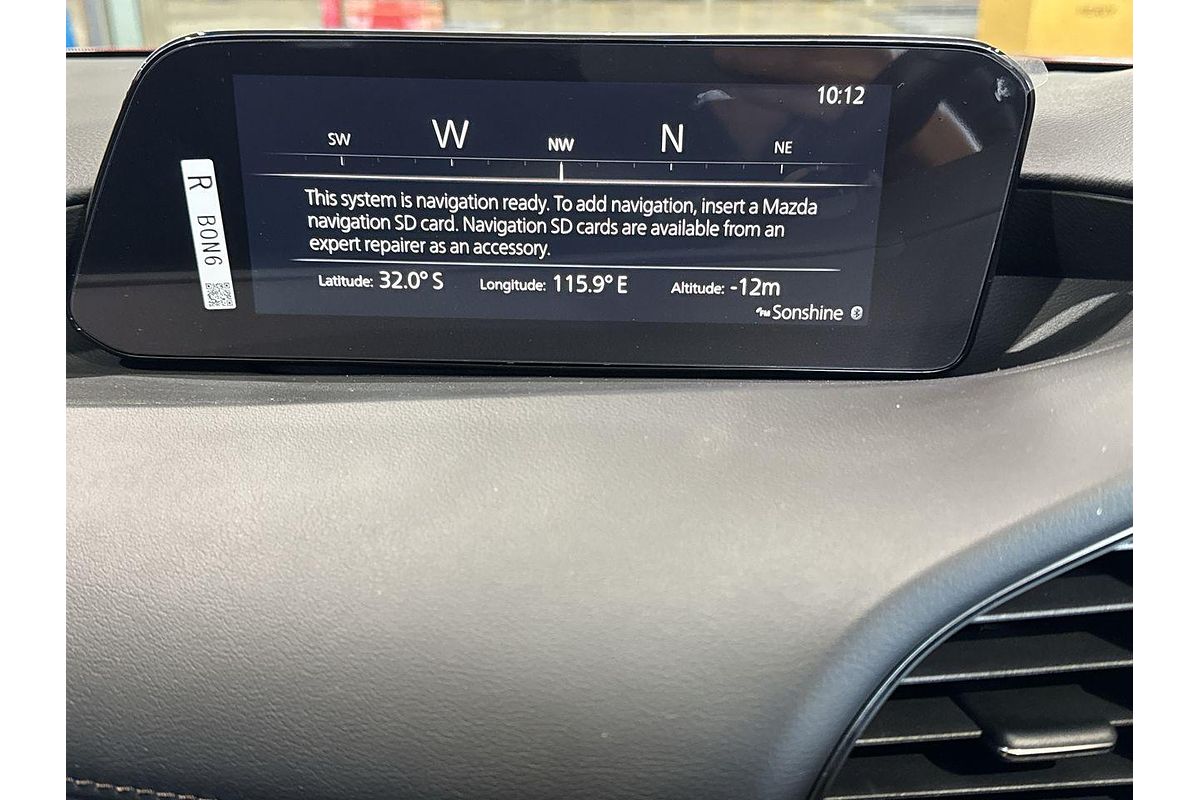 10:12
SW W NW N NE
This system is navigation ready. To add navigation, insert a Mazda
navigation SD card. Navigation SD cards are available from an
expert repairer as an accessory.
Latitude: 32.0° S Longitude: 115.9° E Altitude: -12m
Sonshine
R BON6